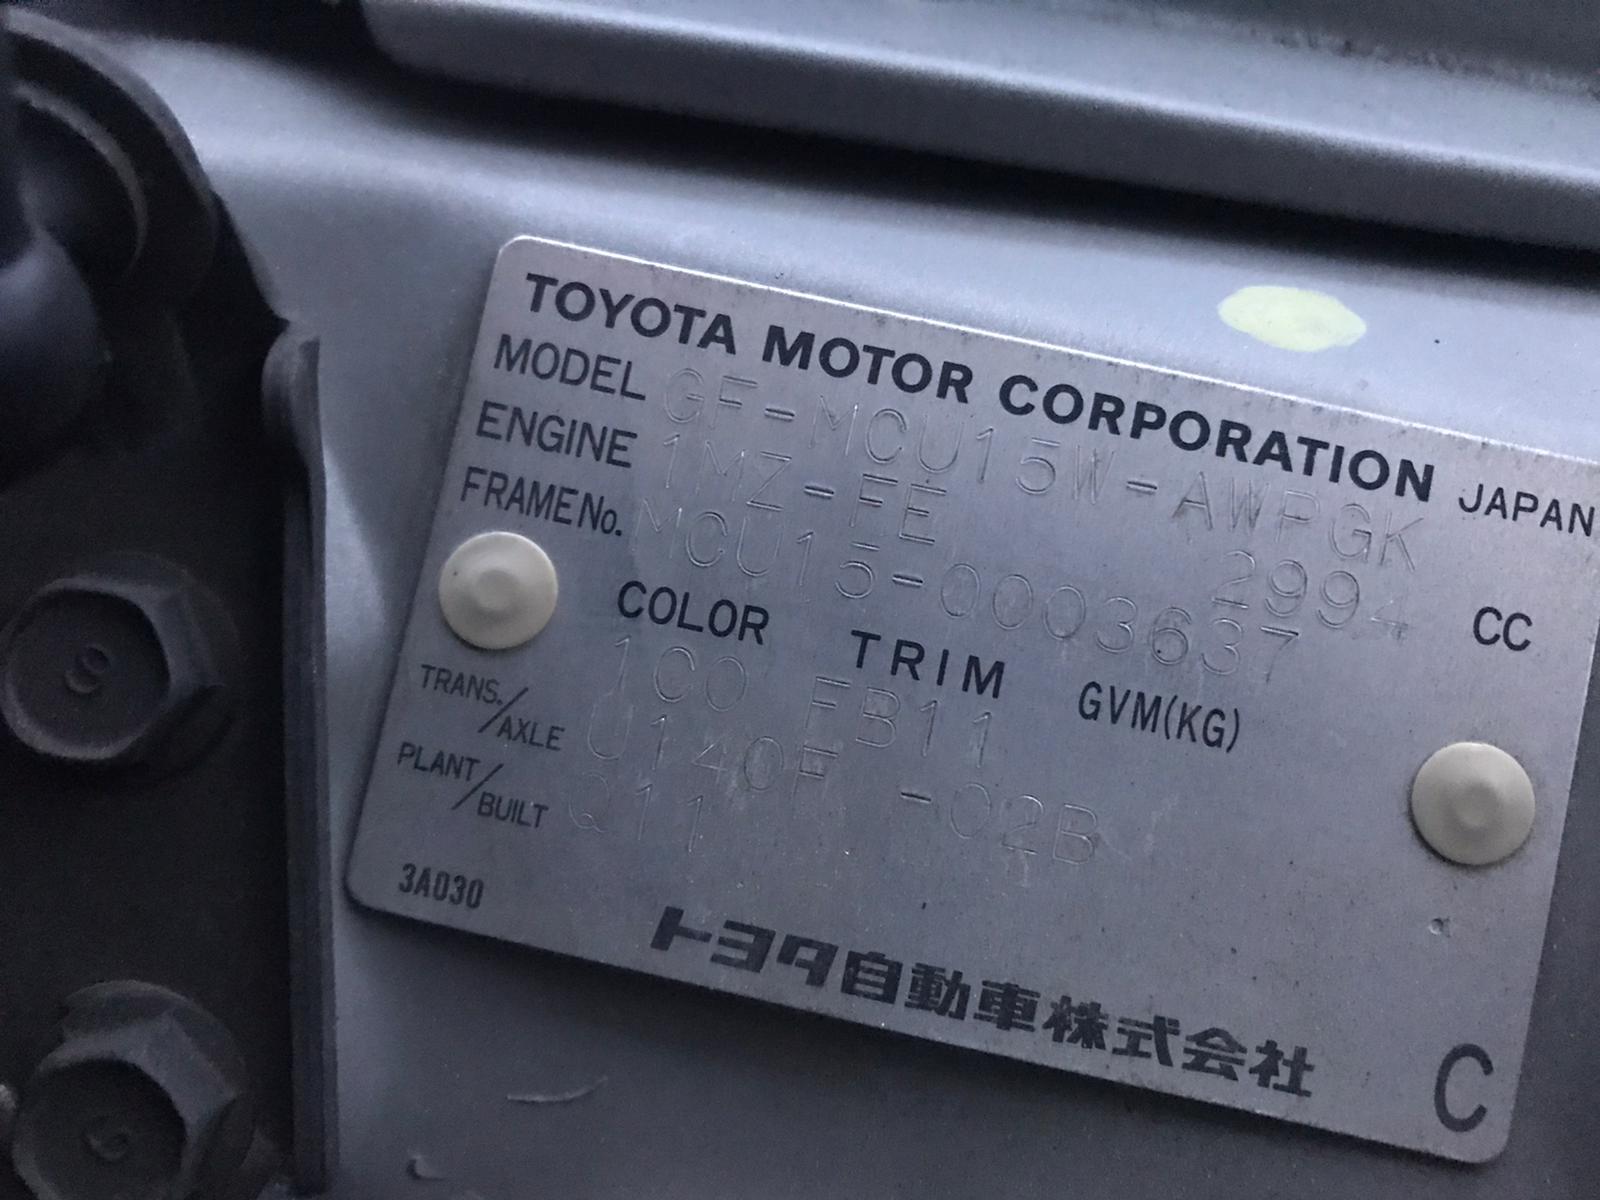 TOYOTA MOTOR CORPORATION JAPAN
MODEL GF-MCU15W-AWPGK
ENGINE 1MZ-FE 2994 CC
FRAME No. MCU15-0003637
COLOR TRIM GVM(KG)
1C0 FB11
TRANS./AXLE U140F -02B
PLANT/BUILT Q11
3A030
トヨタ自動車株式会社
C